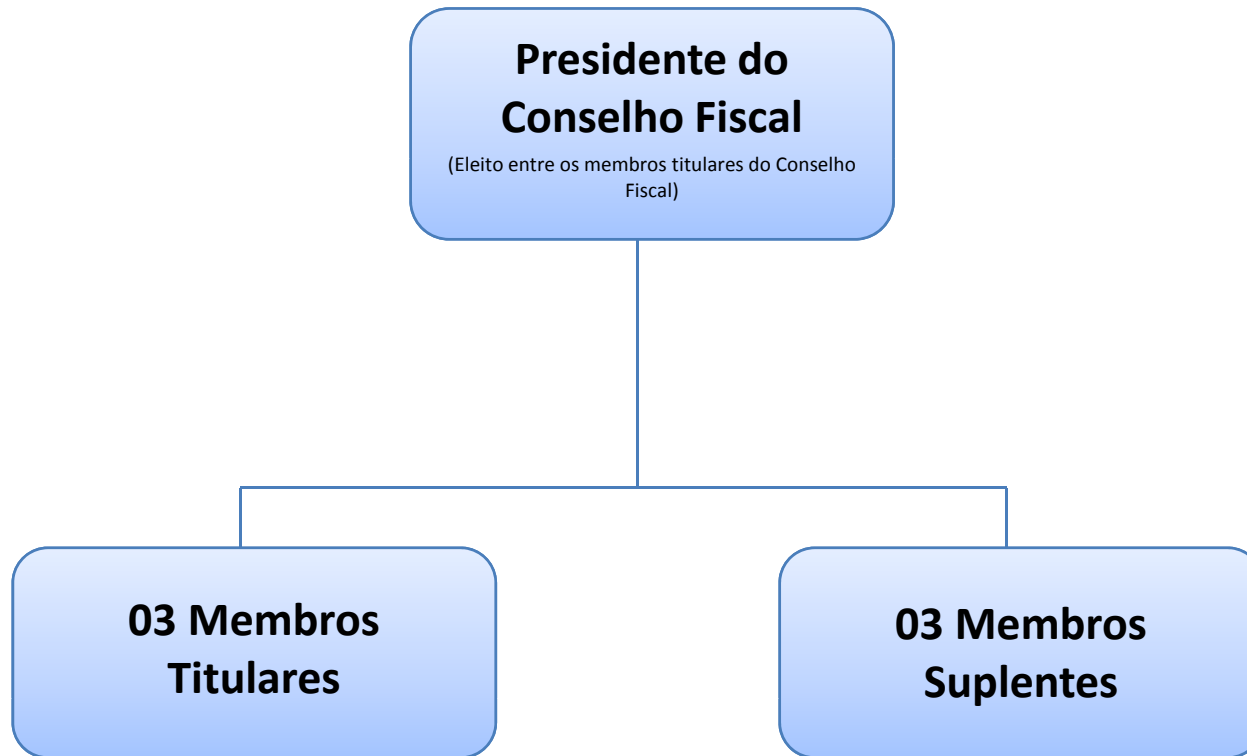 Presidente do
Conselho Fiscal
(Eleito entre os membros titulares do Conselho
Fiscal)
03 Membros
Titulares
03 Membros
Suplentes